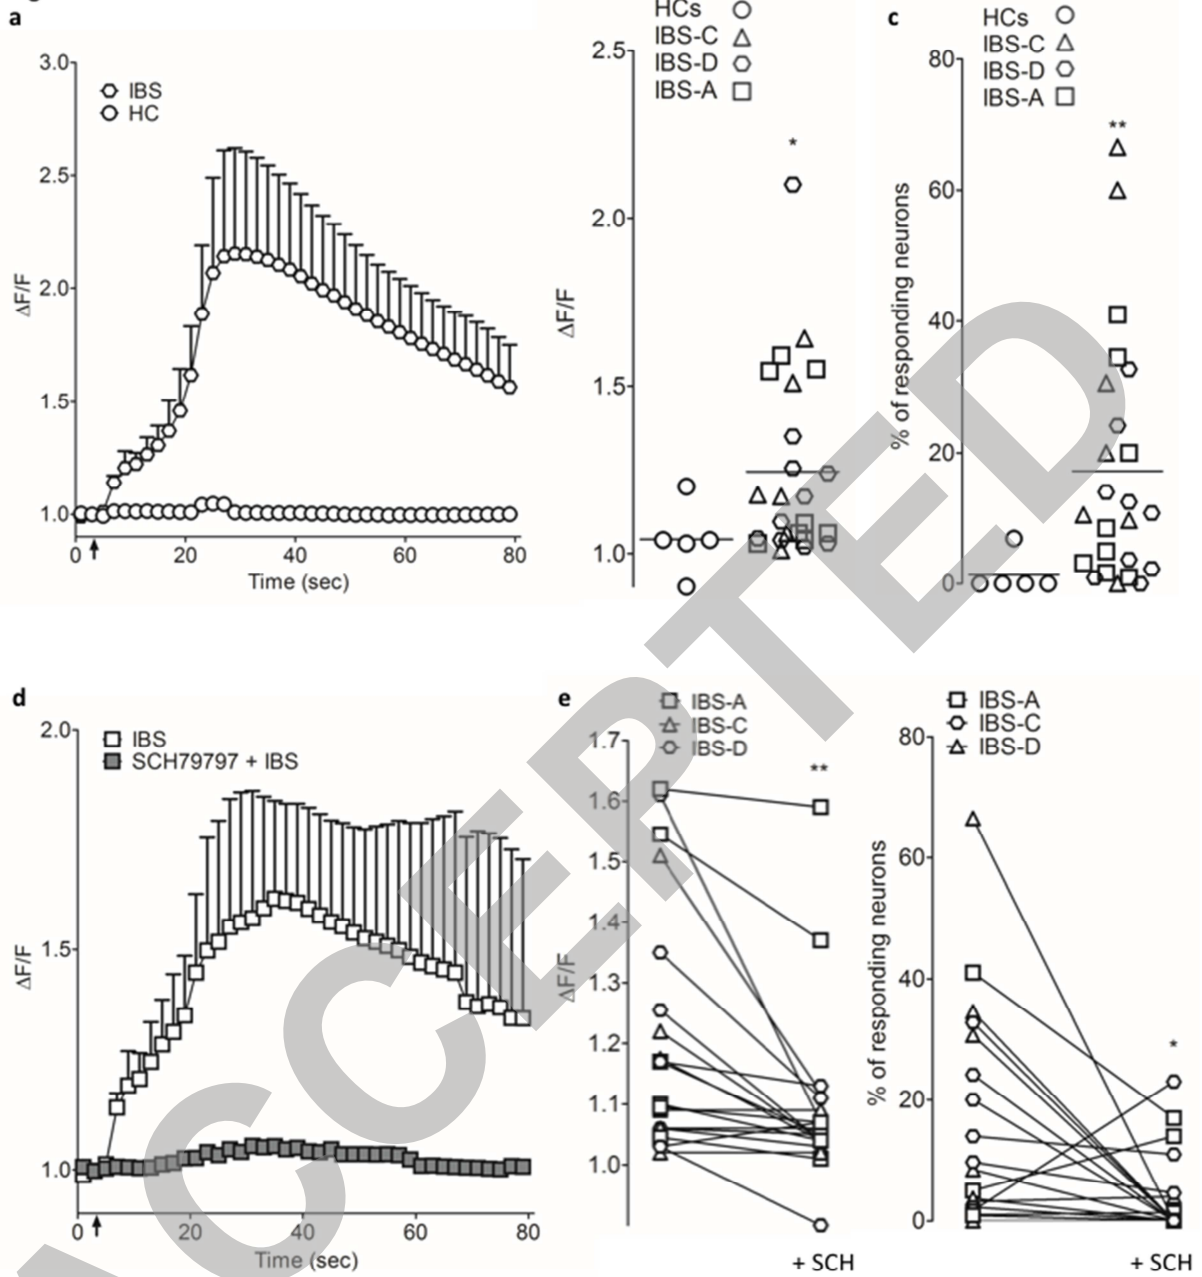 a
3.0
2.5
2.0
1.5
1.0
ΔF/F
IBS
HC
0
20
40
60
80
Time (sec)
HCs
IBS-C
IBS-D
IBS-A
2.5
2.0
1.5
1.0
ΔF/F
*
c
HCs
IBS-C
IBS-D
IBS-A
80
60
40
20
0
% of responding neurons
**
d
2.0
1.5
1.0
ΔF/F
IBS
SCH79797 + IBS
0
20
40
60
80
Time (sec)
e
IBS-A
IBS-C
IBS-D
1.7
1.6
1.5
1.4
1.3
1.2
1.1
1.0
ΔF/F
**
+ SCH
IBS-A
IBS-C
IBS-D
80
60
40
20
0
% of responding neurons
*
+ SCH
ACCEPTED